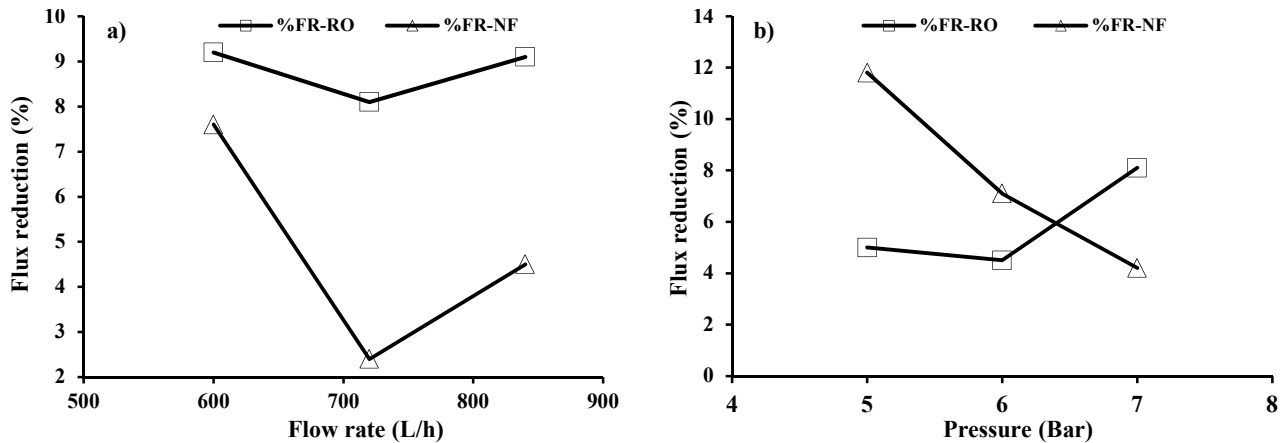 a)
%FR-RO
%FR-NF
Flux reduction (%)
10
9
8
7
6
5
4
3
2
500
600
700
800
900
Flow rate (L/h)
b)
%FR-RO
%FR-NF
Flux reduction (%)
14
12
10
8
6
4
2
0
4
5
6
7
8
Pressure (Bar)